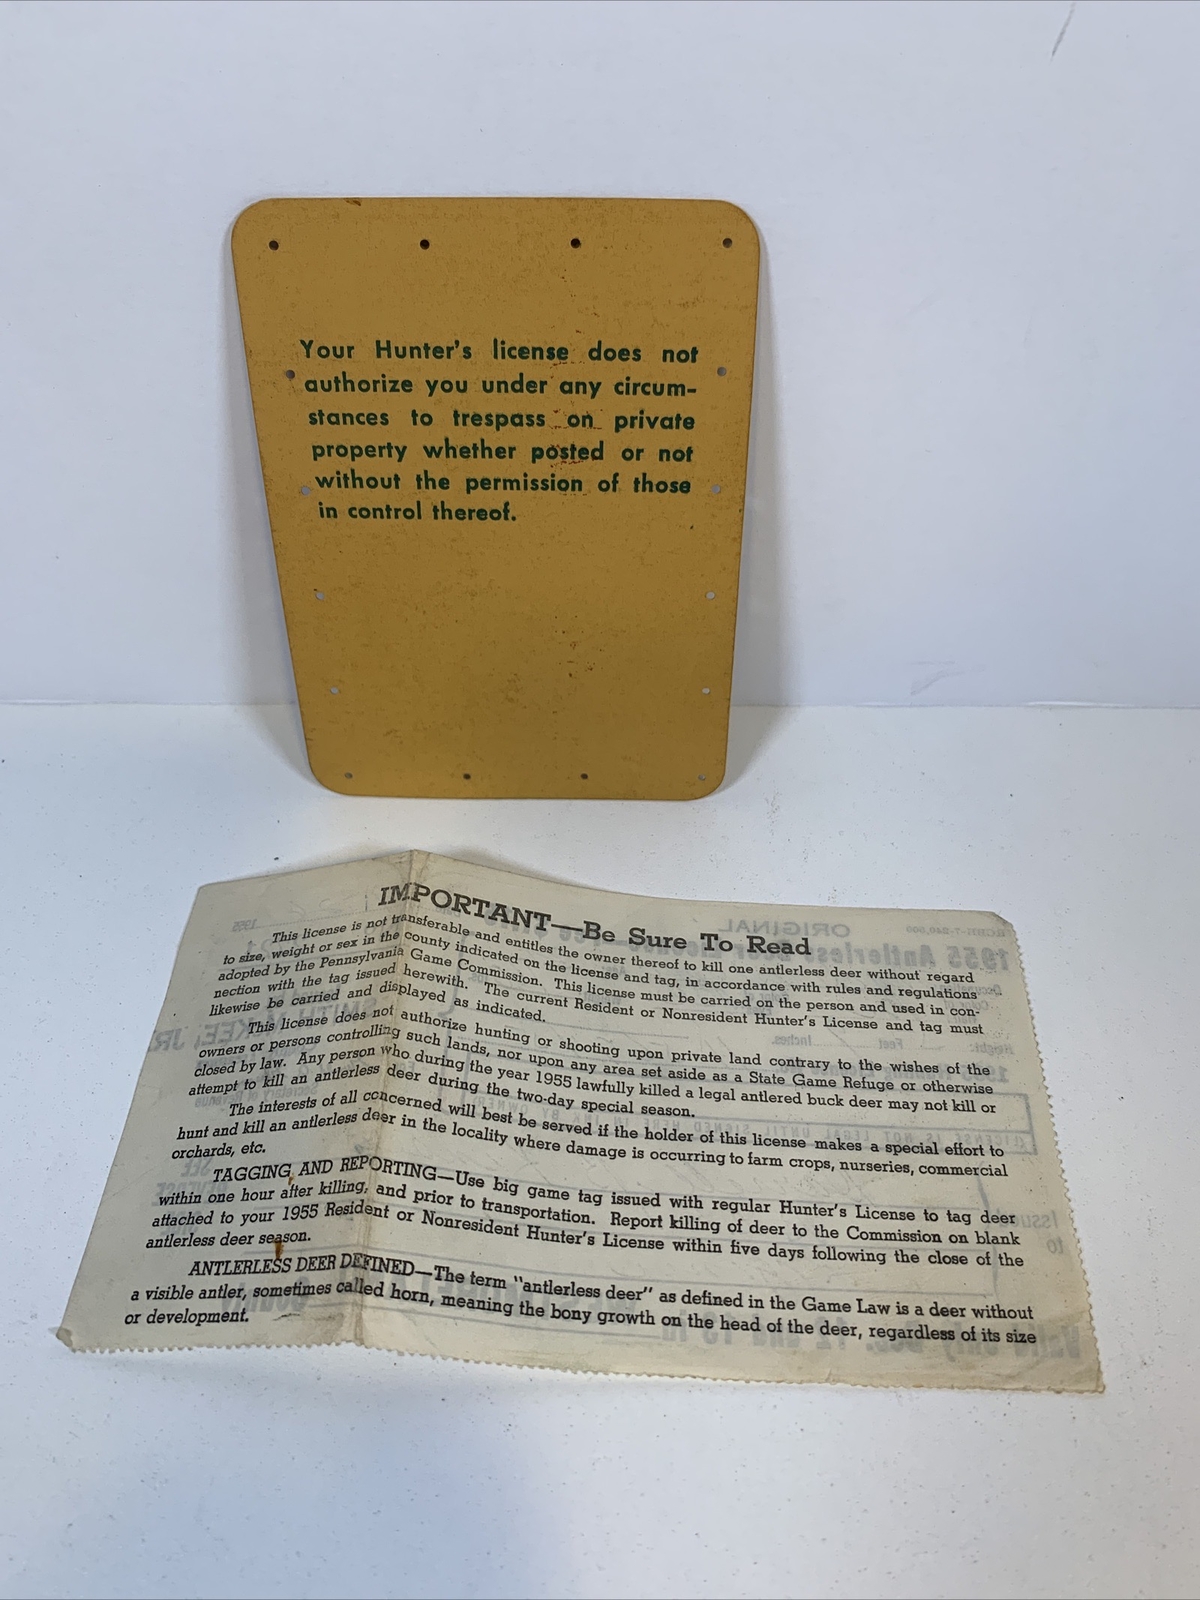 Your Hunter's license does not
authorize you under any circum-
stances to trespass on private
property whether posted or not
without the permission of those
in control thereof.
IMPORTANT—Be Sure To Read
This license is not transferable and entitles the owner thereof to kill one antlerless deer without regard
to size, weight or sex in the county indicated on the license and tag, in accordance with rules and regulations
adopted by the Pennsylvania Game Commission. This license must be carried on the person and used in con-
nection with the tag issued herewith. The current Resident or Nonresident Hunter's License and tag must
likewise be carried and displayed as indicated.
This license does not authorize hunting or shooting upon private land contrary to the wishes of the
owners or persons controlling such lands, nor upon any area set aside as a State Game Refuge or otherwise
closed by law. Any person who during the year 1955 lawfully killed a legal antlered buck deer may not kill or
attempt to kill an antlerless deer during the two-day special season.
The interests of all concerned will best be served if the holder of this license makes a special effort to
hunt and kill an antlerless deer in the locality where damage is occurring to farm crops, nurseries, commercial
orchards, etc.
TAGGING AND REPORTING—Use big game tag issued with regular Hunter's License to tag deer
within one hour after killing, and prior to transportation. Report killing of deer to the Commission on blank
attached to your 1955 Resident or Nonresident Hunter's License within five days following the close of the
antlerless deer season.
ANTLERLESS DEER DEFINED—The term "antlerless deer" as defined in the Game Law is a deer without
a visible antler, sometimes called horn, meaning the bony growth on the head of the deer, regardless of its size
or development.